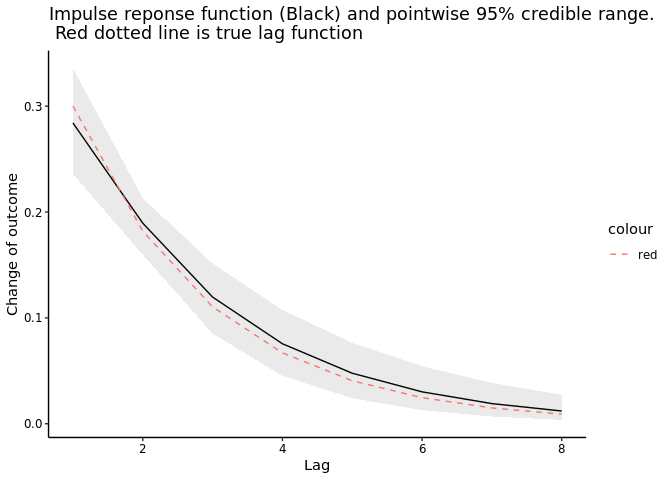 Impulse reponse function (Black) and pointwise 95% credible range.
Red dotted line is true lag function
Change of outcome
0.3
0.2
0.1
0.0
2
4
6
8
Lag
colour
red